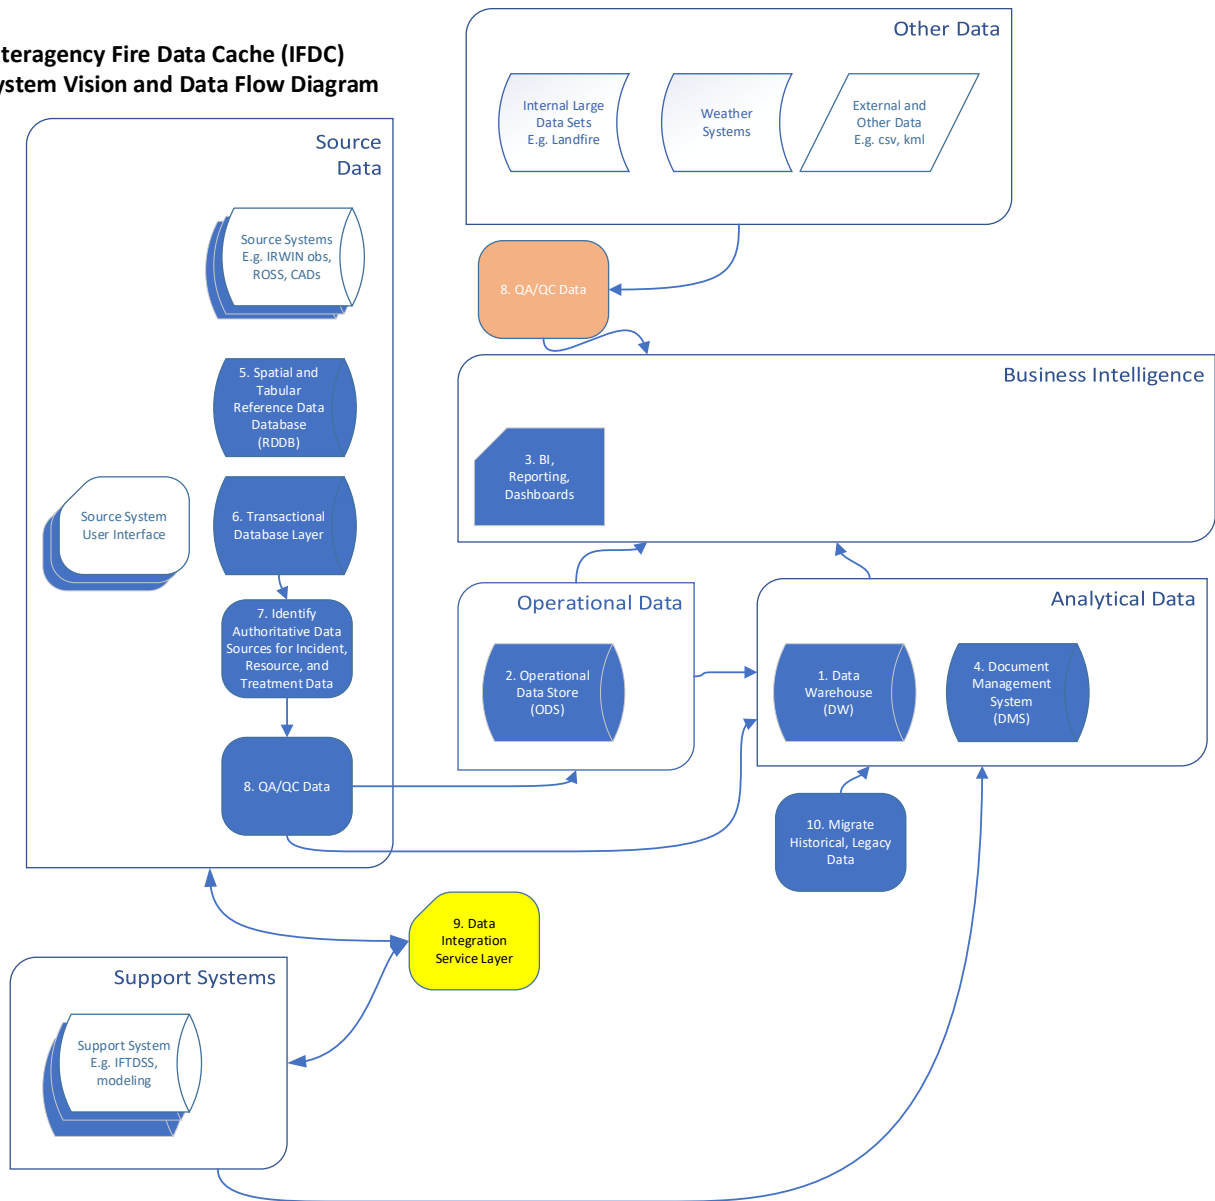 teragency Fire Data Cache (IFDC)
ystem Vision and Data Flow Diagram
Other Data
Internal Large
Data Sets
E.g. Landfire
Weather
Systems
External and
Other Data
E.g. csv, kml
Source
Data
Source Systems
E.g. IRWIN obs,
ROSS, CADs
8. QA/QC Data
5. Spatial and
Tabular
Reference Data
Database
(RDDB)
Business Intelligence
3. BI,
Reporting,
Dashboards
Source System
User Interface
6. Transactional
Database Layer
7. Identify
Authoritative Data
Sources for Incident,
Resource, and
Treatment Data
8. QA/QC Data
Operational Data
2. Operational
Data Store
(ODS)
Analytical Data
1. Data
Warehouse
(DW)
4. Document
Management
System
(DMS)
10. Migrate
Historical, Legacy
Data
9. Data
Integration
Service Layer
Support Systems
Support System
E.g. IFTDSS,
modeling